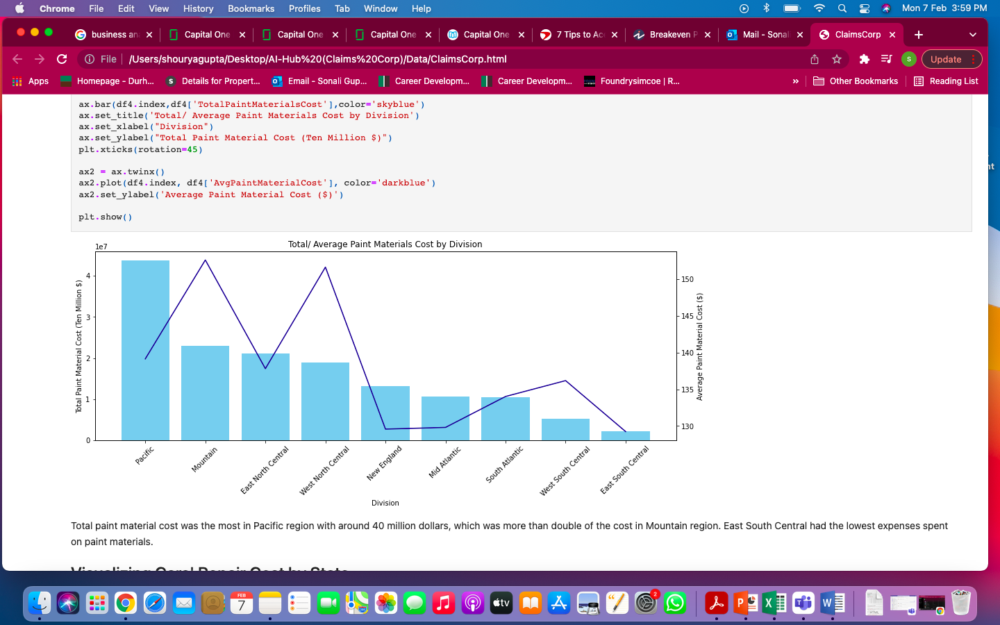 Chrome File Edit View History Bookmarks Profiles Tab Window Help Mon 7 Feb 3:59 PM
business an Capital One Capital One Capital One Capital One 7 Tips to Ac Breakeven P Mail - Sonal ClaimsCorp
File /Users/shouryagupta/Desktop/AI-Hub%20(Claims%20Corp)/Data/ClaimsCorp.html S Update
Apps Homepage - Durh... S Details for Propert... Email - Sonali Gup... Career Developm... Career Developm... Foundrysimcoe | R... » Other Bookmarks Reading List
ax.bar(df4.index,df4['TotalPaintMaterialsCost'],color='skyblue')
ax.set_title('Total/ Average Paint Materials Cost by Division')
ax.set_xlabel("Division")
ax.set_ylabel("Total Paint Material Cost (Ten Million $)")
plt.xticks(rotation=45)
ax2 = ax.twinx()
ax2.plot(df4.index, df4['AvgPaintMaterialCost'], color='darkblue')
ax2.set_ylabel('Average Paint Material Cost ($)')
plt.show()
1e7
Total/ Average Paint Materials Cost by Division
Total Paint Material Cost (Ten Million $)
4
3
2
1
0
150
145
140
135
130
Average Paint Material Cost ($)
Pacific
Mountain
East North Central
West North Central
New England
Mid Atlantic
South Atlantic
West South Central
East South Central
Division
Total paint material cost was the most in Pacific region with around 40 million dollars, which was more than double of the cost in Mountain region. East South Central had the lowest expenses spent
on paint materials.
FEB
7
tv
2
HTML